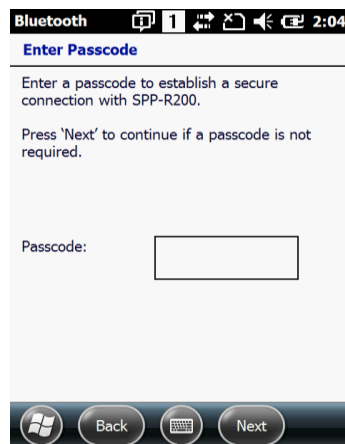 Bluetooth 1 2:04
Enter Passcode
Enter a passcode to establish a secure
connection with SPP-R200.
Press `Next' to continue if a passcode is not
required.
Passcode:
Back Next